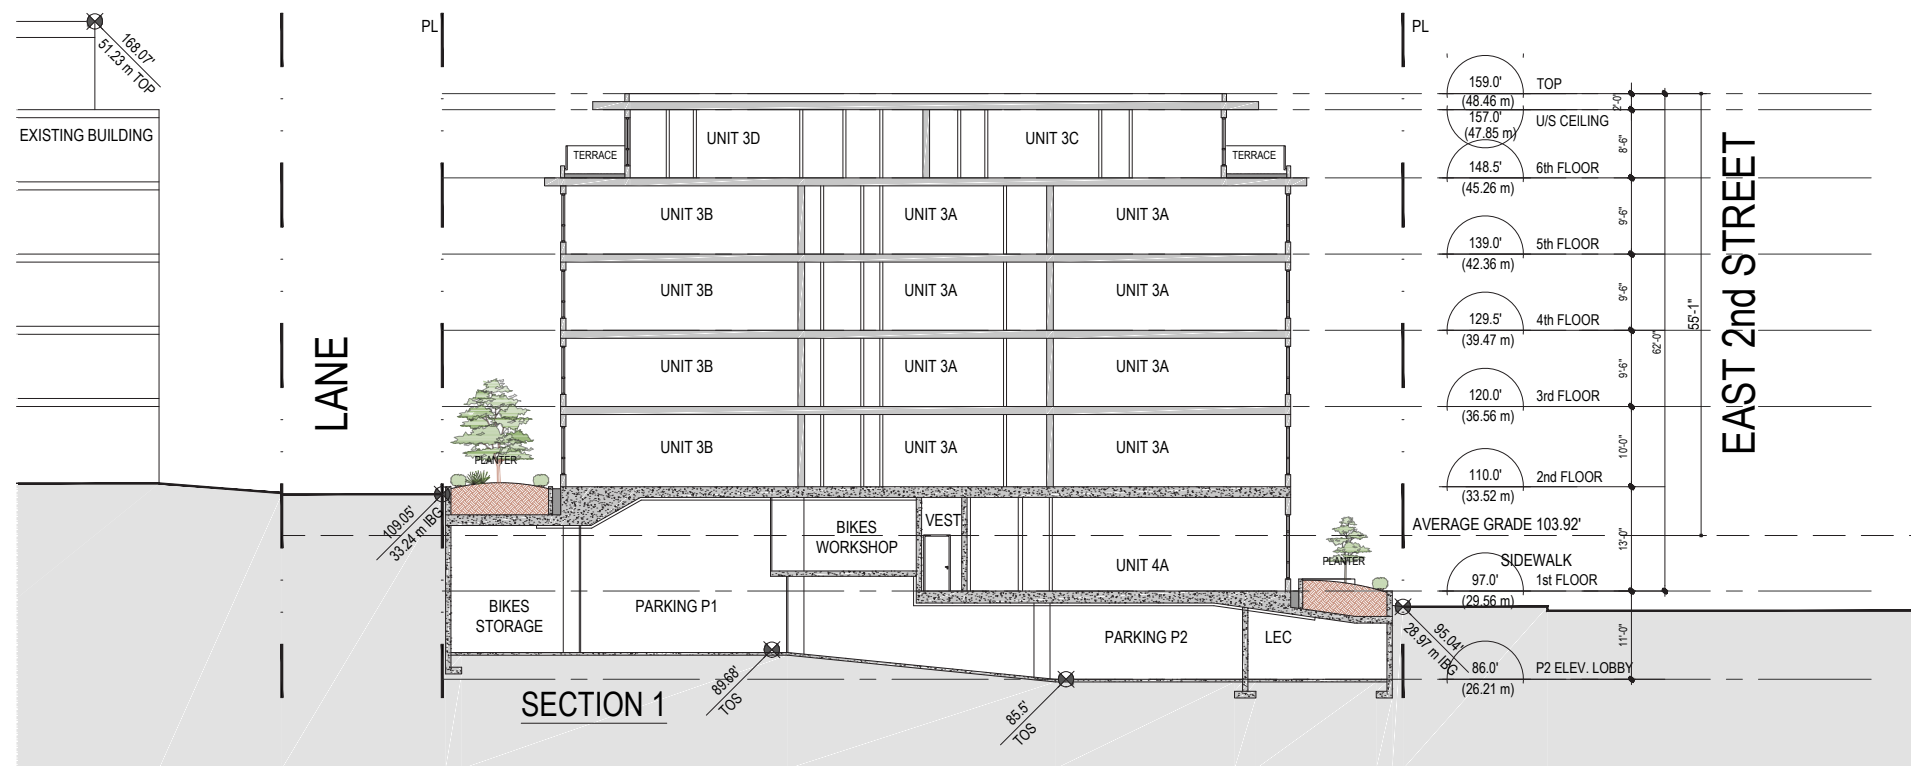 168.07'
51.23 m TOP
EXISTING BUILDING
LANE
PL
PL
159.0'
TOP
(48.46 m)
157.0'
U/S CEILING
(47.85 m)
148.5'
6th FLOOR
(45.26 m)
139.0'
5th FLOOR
(42.36 m)
129.5'
4th FLOOR
(39.47 m)
120.0'
3rd FLOOR
(36.56 m)
110.0'
2nd FLOOR
(33.52 m)
AVERAGE GRADE 103.92'
SIDEWALK
97.0'
1st FLOOR
(29.56 m)
86.0'
P2 ELEV. LOBBY
(26.21 m)
2'-0"
8'-6"
9'-6"
9'-6"
9'-6"
10'-0"
13'-0"
11'-0"
62'-0"
55'-1"
EAST 2nd STREET
UNIT 3D
UNIT 3C
TERRACE
TERRACE
UNIT 3B
UNIT 3A
UNIT 3A
UNIT 3B
UNIT 3A
UNIT 3A
UNIT 3B
UNIT 3A
UNIT 3A
UNIT 3B
UNIT 3A
UNIT 3A
PLANTER
109.05'
33.24 m IBG
BIKES
WORKSHOP
VEST
UNIT 4A
PLANTER
BIKES
STORAGE
PARKING P1
PARKING P2
LEC
95.04'
28.97 m IBG
89.68'
TOS
85.5'
TOS
SECTION 1